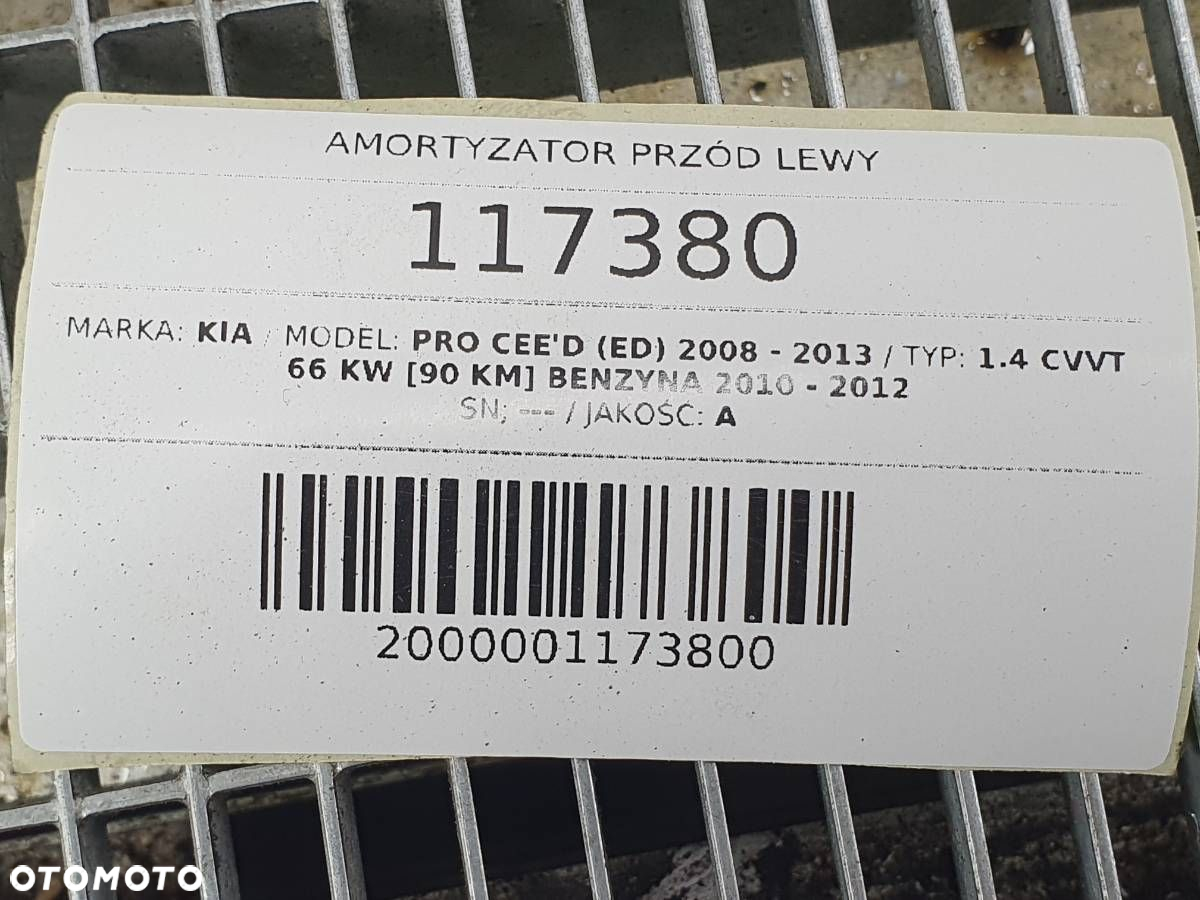 AMORTYZATOR PRZÓD LEWY
117380
MARKA: KIA / MODEL: PRO CEE'D (ED) 2008 - 2013 / TYP: 1.4 CVVT
66 KW [90 KM] BENZYNA 2010 - 2012
SN: --- / JAKOŚĆ: A
2000001173800
OTOMOTO